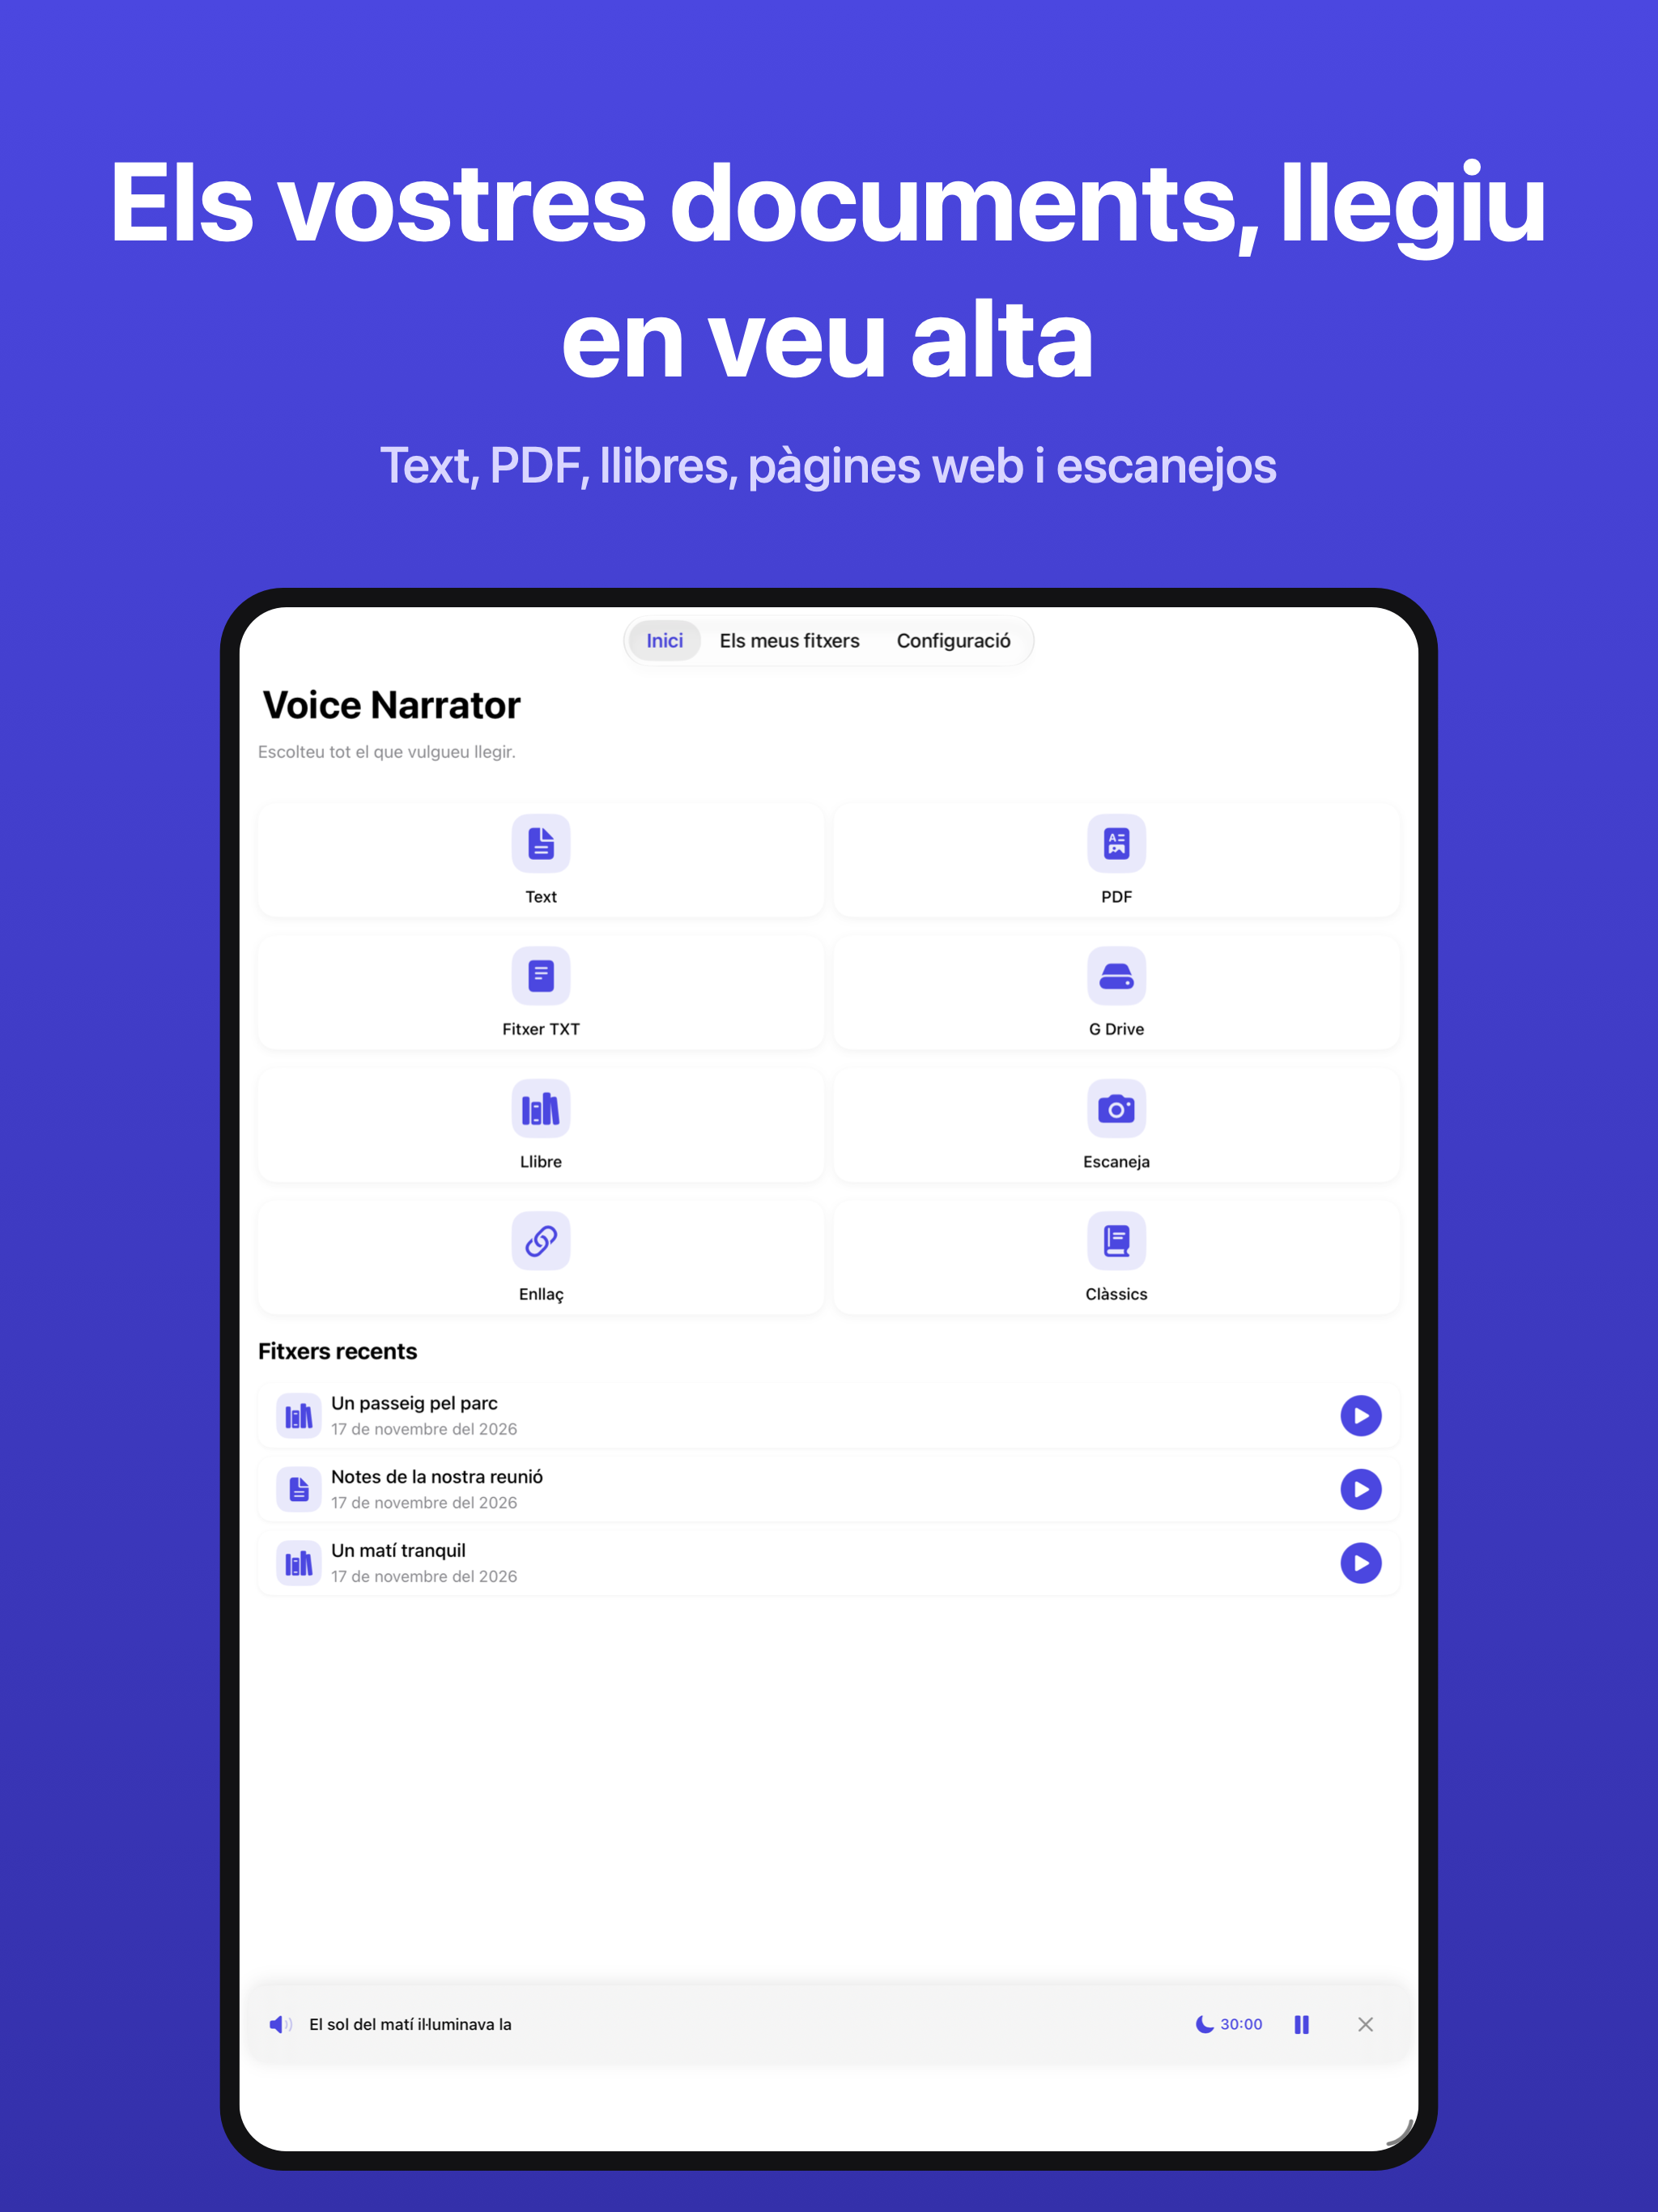 Els vostres documents, llegiu
en veu alta
Text, PDF, llibres, pàgines web i escanejos
Inici
Els meus fitxers
Configuració
Voice Narrator
Escolteu tot el que vulgueu llegir.
Text
PDF
Fitxer TXT
G Drive
Llibre
Escaneja
Enllaç
Clàssics
Fitxers recents
Un passeig pel parc
17 de novembre del 2026
Notes de la nostra reunió
17 de novembre del 2026
Un matí tranquil
17 de novembre del 2026
El sol del matí il·luminava la
30:00